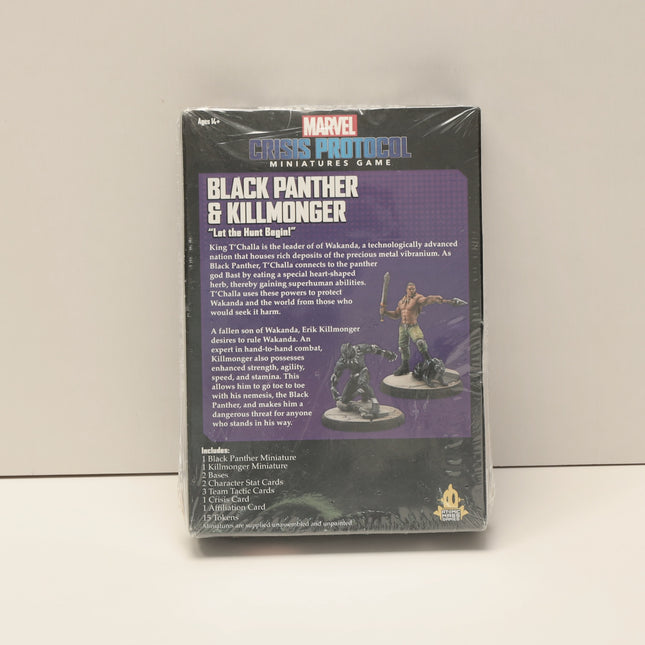 Ages 14+
MARVEL
CRISIS PROTOCOL
MINIATURES GAME
BLACK PANTHER
& KILLMONGER
"Let the Hunt Begin!"
King T'Challa is the leader of of Wakanda, a technologically advanced
nation that houses rich deposits of the precious metal vibranium. As
Black Panther, T'Challa connects to the panther
god Bast by eating a special heart-shaped
herb, thereby gaining superhuman abilities.
T'Challa uses these powers to protect
Wakanda and the world from those who
would seek it harm.
A fallen son of Wakanda, Erik Killmonger
desires to rule Wakanda. An
expert in hand-to-hand combat,
Killmonger also possesses
enhanced strength, agility,
speed, and stamina. This
allows him to go toe to toe
with his nemesis, the Black
Panther, and makes him a
dangerous threat for anyone
who stands in his way.
Includes:
1 Black Panther Miniature
1 Killmonger Miniature
2 Bases
2 Character Stat Cards
3 Team Tactic Cards
1 Crisis Card
1 Affiliation Card
15 Tokens
Miniatures are supplied unassembled and unpainted
ATOMIC
MASS
GAMES